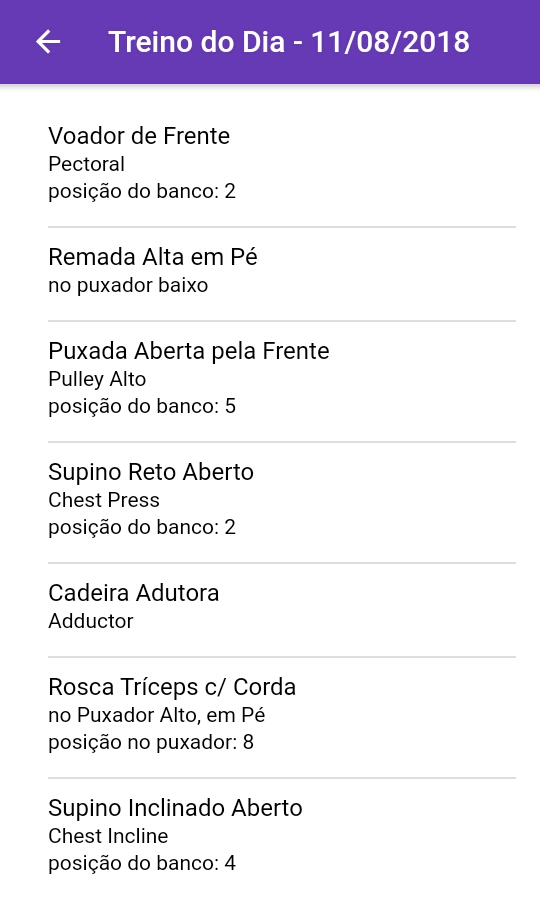 Treino do Dia - 11/08/2018
Voador de Frente
Pectoral
posição do banco: 2
Remada Alta em Pé
no puxador baixo
Puxada Aberta pela Frente
Pulley Alto
posição do banco: 5
Supino Reto Aberto
Chest Press
posição do banco: 2
Cadeira Adutora
Adductor
Rosca Tríceps c/ Corda
no Puxador Alto, em Pé
posição no puxador: 8
Supino Inclinado Aberto
Chest Incline
posição do banco: 4